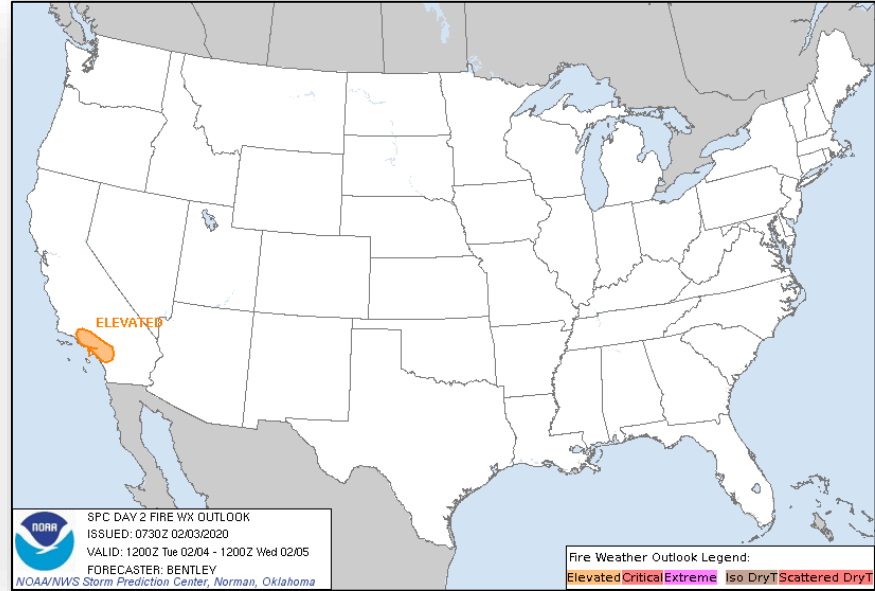 ELEVATED
NOAA
SPC DAY 2 FIRE WX OUTLOOK
ISSUED: 0730Z 02/03/2020
VALID: 1200Z Tue 02/04 - 1200Z Wed 02/05
FORECASTER: BENTLEY
NOAA/NWS Storm Prediction Center, Norman, Oklahoma
Fire Weather Outlook Legend:
Elevated Critical Extreme Iso DryT Scattered DryT